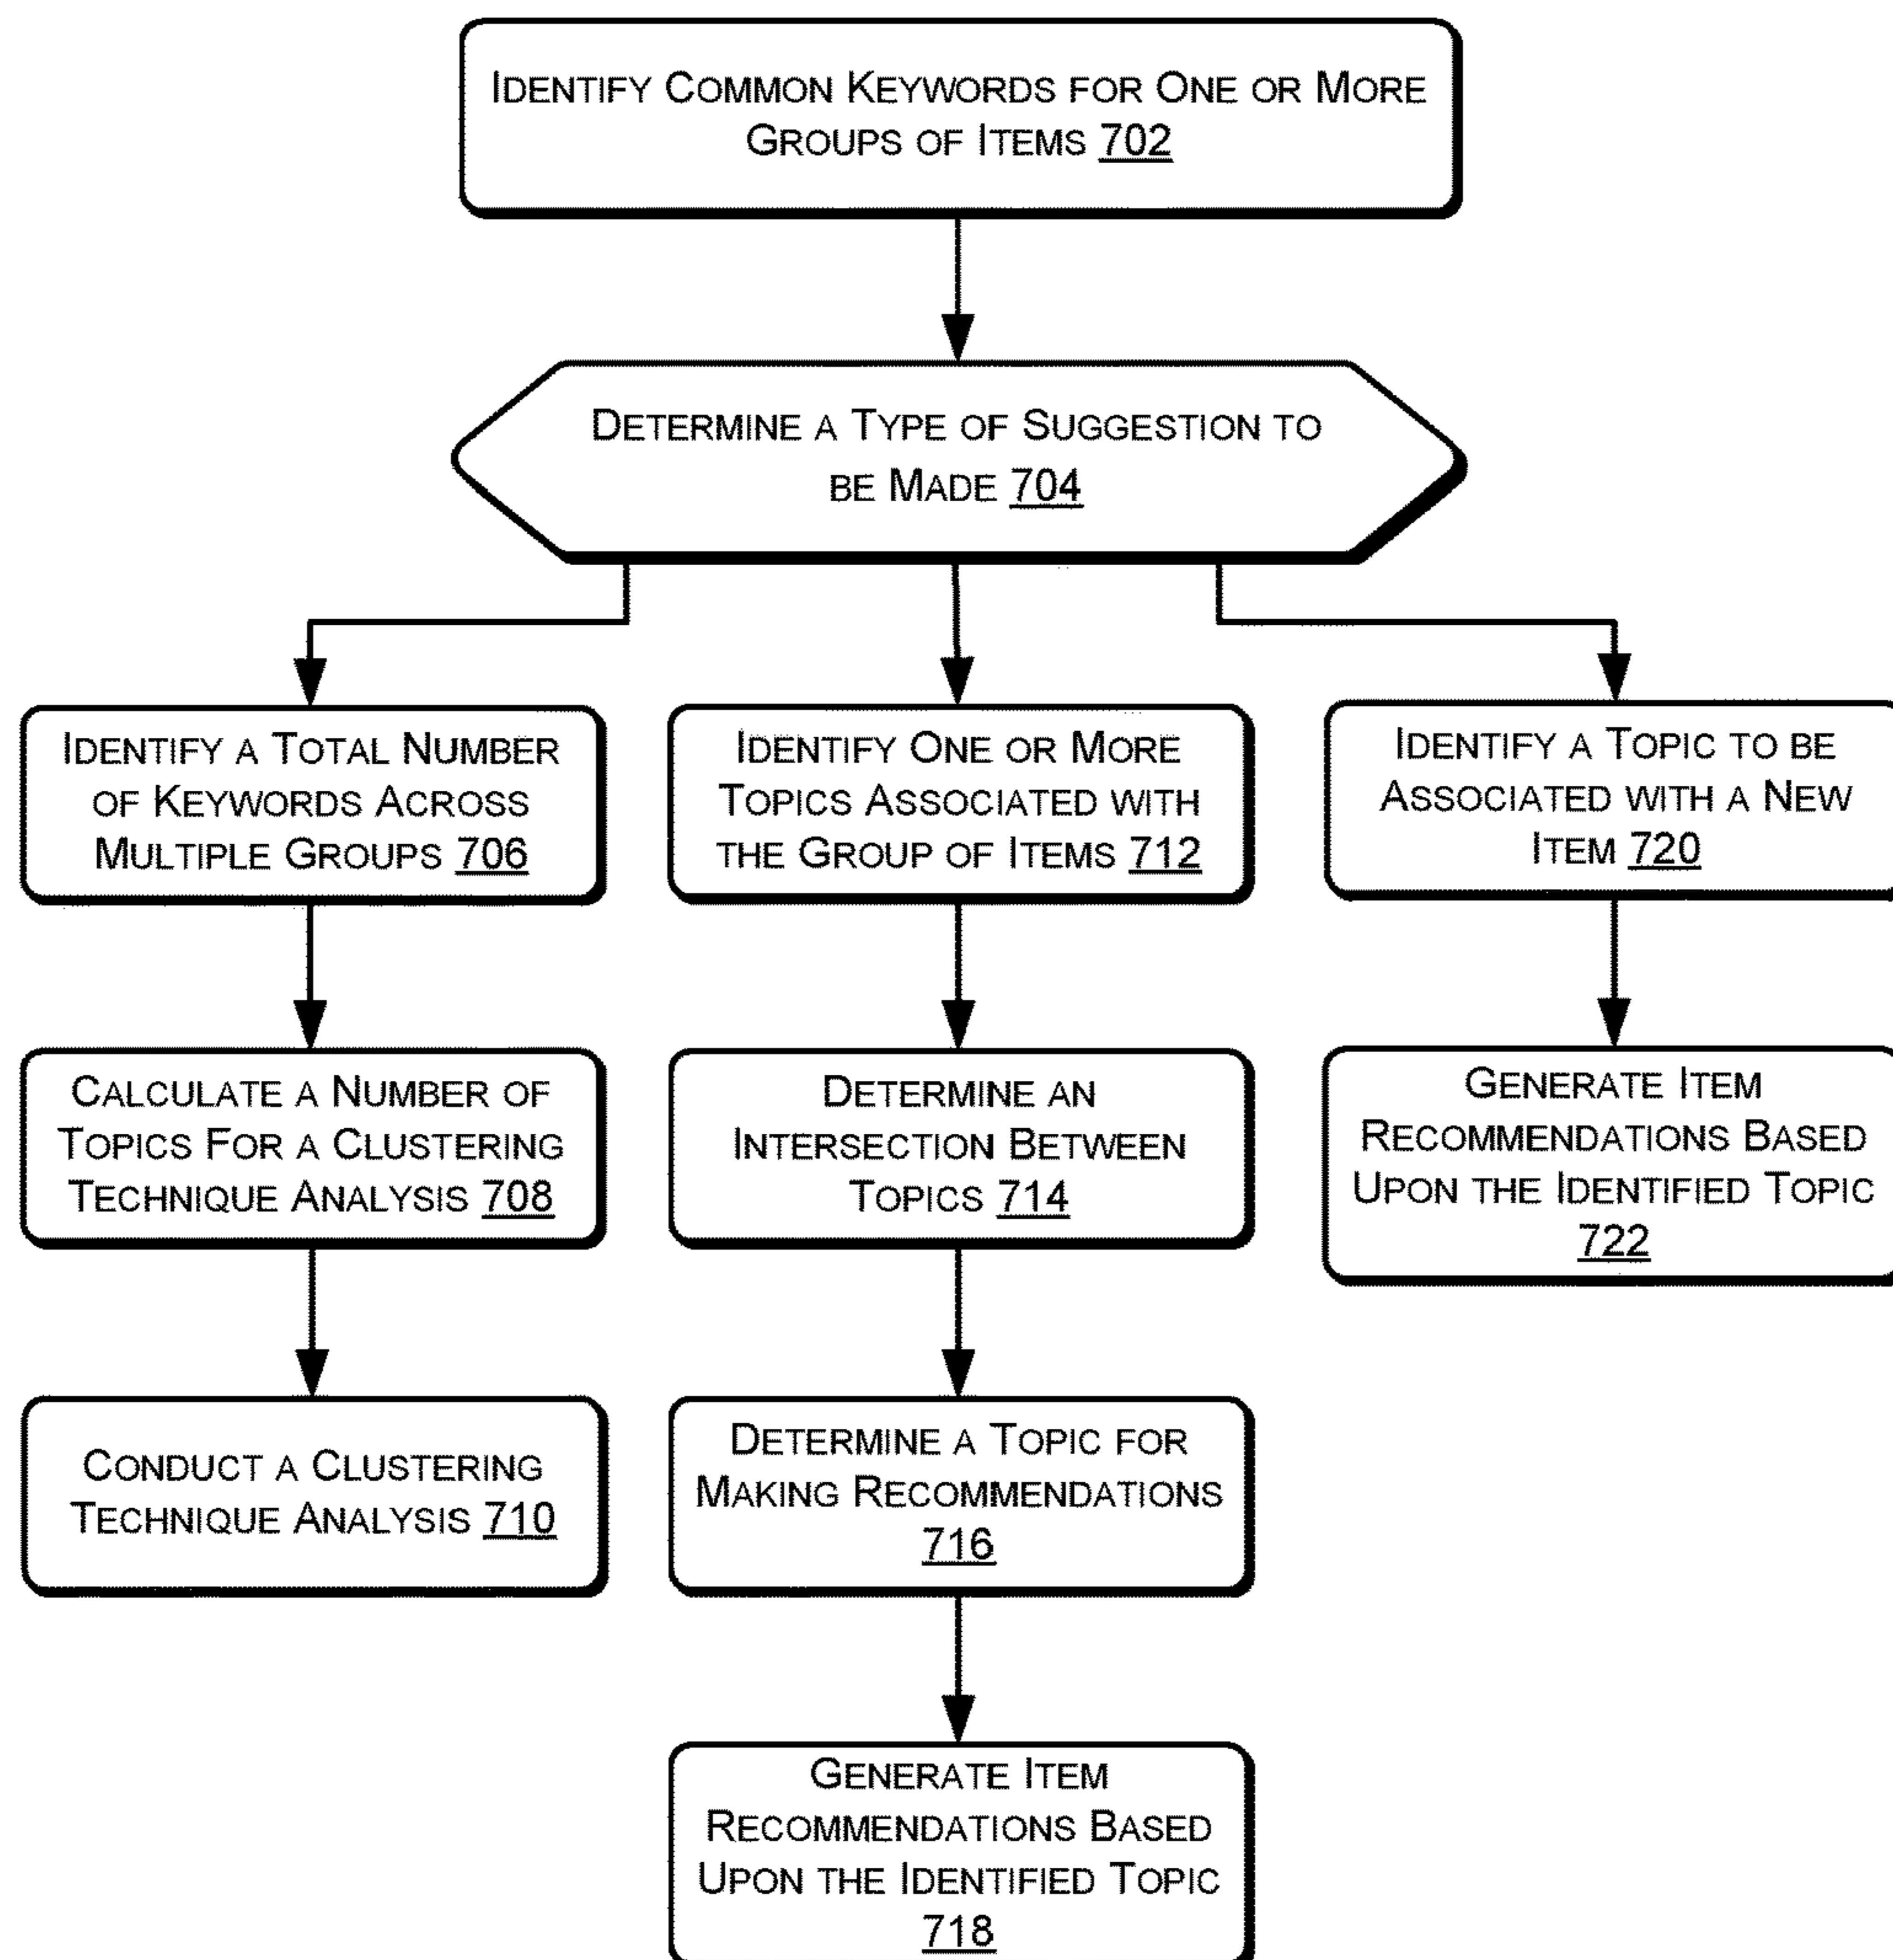 IDENTIFY COMMON KEYWORDS FOR ONE OR MORE
GROUPS OF ITEMS 702
DETERMINE A TYPE OF SUGGESTION TO
BE MADE 704
IDENTIFY A TOTAL NUMBER
OF KEYWORDS ACROSS
MULTIPLE GROUPS 706
CALCULATE A NUMBER OF
TOPICS FOR A CLUSTERING
TECHNIQUE ANALYSIS 708
CONDUCT A CLUSTERING
TECHNIQUE ANALYSIS 710
IDENTIFY ONE OR MORE
TOPICS ASSOCIATED WITH
THE GROUP OF ITEMS 712
DETERMINE AN
INTERSECTION BETWEEN
TOPICS 714
DETERMINE A TOPIC FOR
MAKING RECOMMENDATIONS
716
GENERATE ITEM
RECOMMENDATIONS BASED
UPON THE IDENTIFIED TOPIC
718
IDENTIFY A TOPIC TO BE
ASSOCIATED WITH A NEW
ITEM 720
GENERATE ITEM
RECOMMENDATIONS BASED
UPON THE IDENTIFIED TOPIC
722